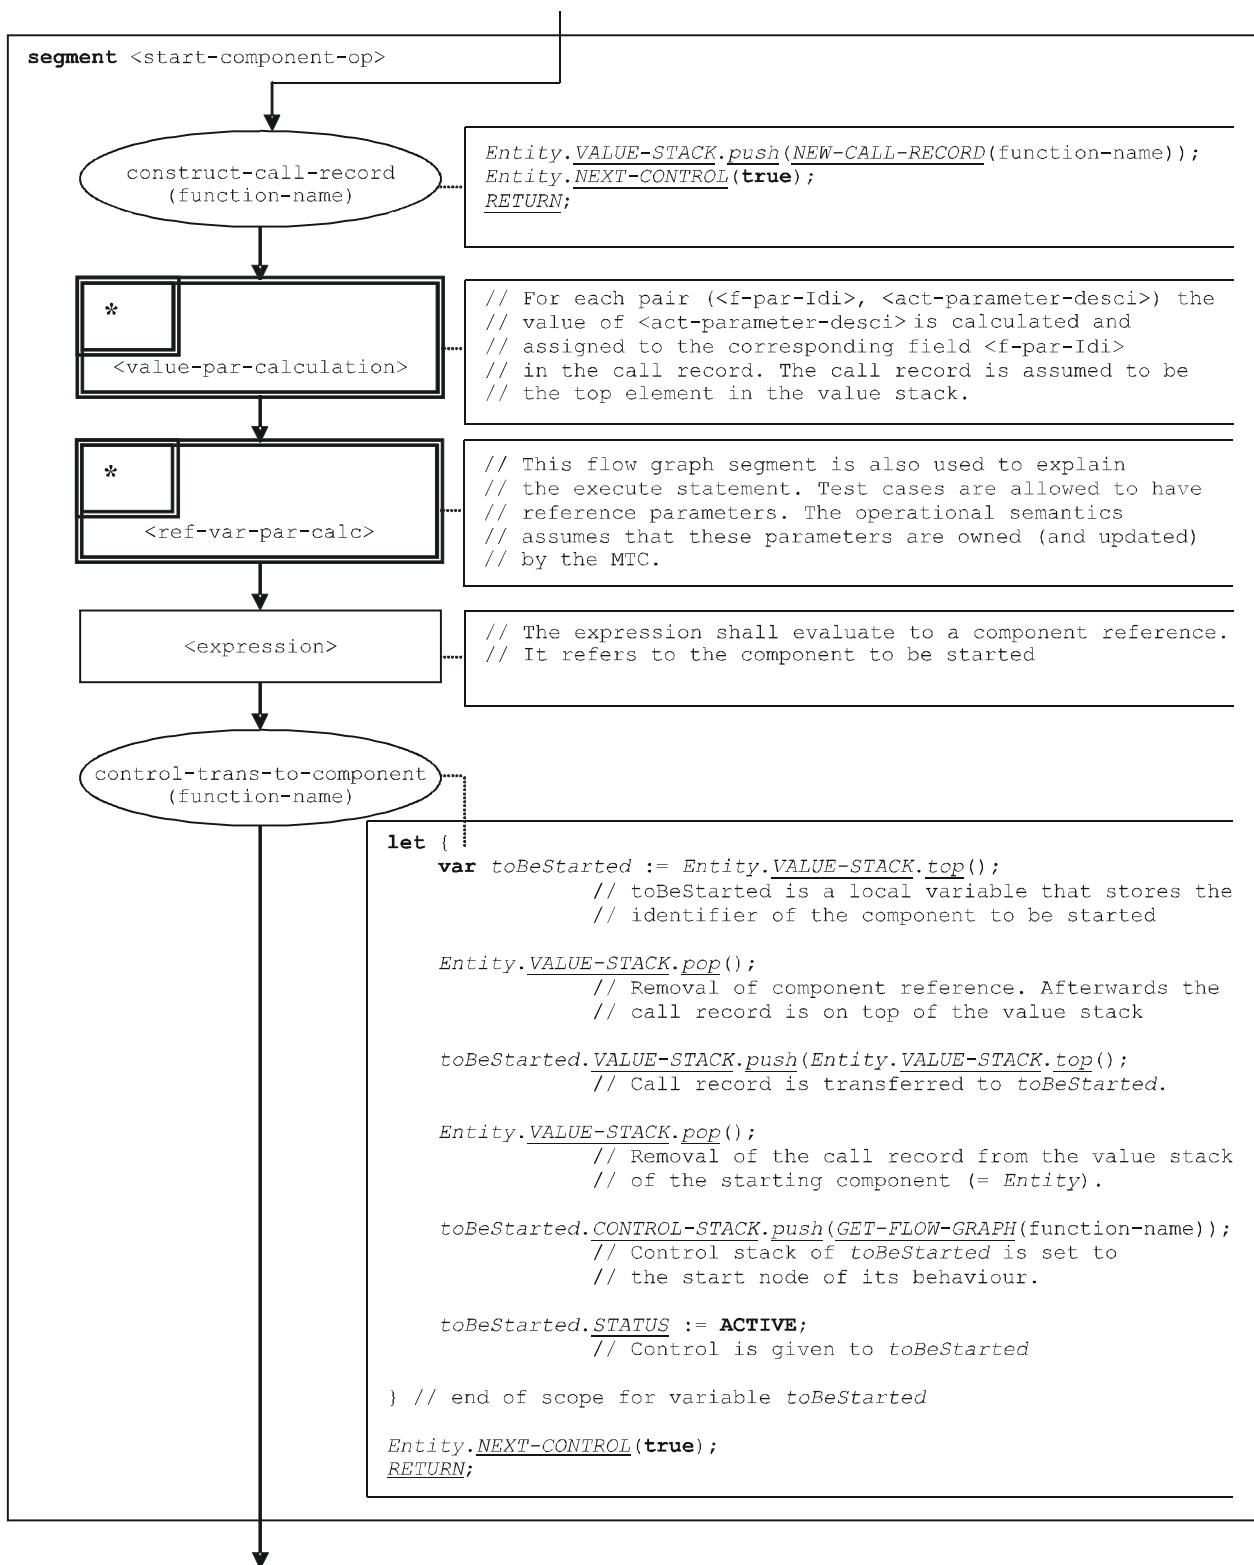 segment <start-component-op>
construct-call-record
(function-name)
Entity.VALUE-STACK.push(NEW-CALL-RECORD(function-name));
Entity.NEXT-CONTROL(true);
RETURN;
*
<value-par-calculation>
// For each pair (<f-par-Idi>, <act-parameter-desci>) the
// value of <act-parameter-desci> is calculated and
// assigned to the corresponding field <f-par-Idi>
// in the call record. The call record is assumed to be
// the top element in the value stack.
*
<ref-var-par-calc>
// This flow graph segment is also used to explain
// the execute statement. Test cases are allowed to have
// reference parameters. The operational semantics
// assumes that these parameters are owned (and updated)
// by the MTC.
<expression>
// The expression shall evaluate to a component reference.
// It refers to the component to be started
control-trans-to-component
(function-name)
let {
var toBeStarted := Entity.VALUE-STACK.top();
// toBeStarted is a local variable that stores the
// identifier of the component to be started
Entity.VALUE-STACK.pop();
// Removal of component reference. Afterwards the
// call record is on top of the value stack
toBeStarted.VALUE-STACK.push(Entity.VALUE-STACK.top();
// Call record is transferred to toBeStarted.
Entity.VALUE-STACK.pop();
// Removal of the call record from the value stack
// of the starting component (= Entity).
toBeStarted.CONTROL-STACK.push(GET-FLOW-GRAPH(function-name));
// Control stack of toBeStarted is set to
// the start node of its behaviour.
toBeStarted.STATUS := ACTIVE;
// Control is given to toBeStarted
} // end of scope for variable toBeStarted
Entity.NEXT-CONTROL(true);
RETURN;